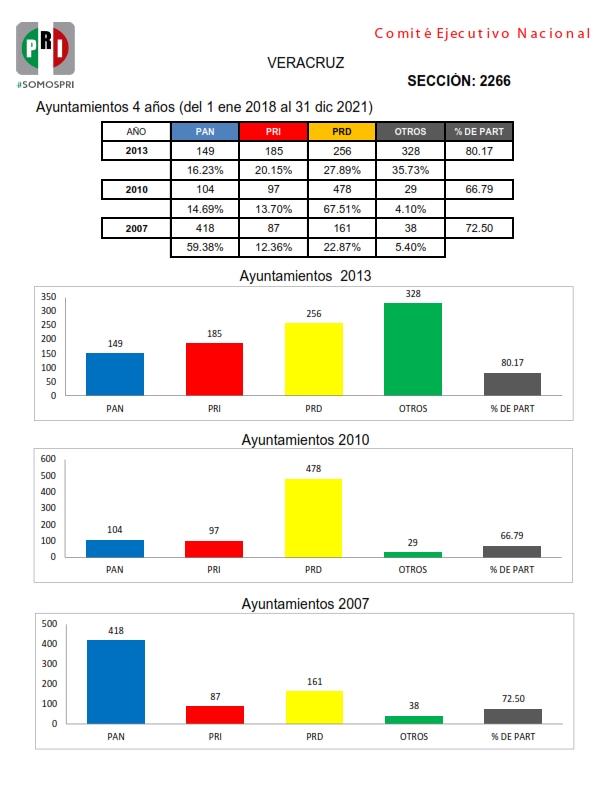 Comité Ejecutivo Nacional
PRI
#SOMOSPRI
VERACRUZ
SECCIÓN: 2266
Ayuntamientos 4 años (del 1 ene 2018 al 31 dic 2021)
AÑO PAN PRI PRD OTROS % DE PART
2013 149 185 256 328 80.17
16.23% 20.15% 27.89% 35.73%
2010 104 97 478 29 66.79
14.69% 13.70% 67.51% 4.10%
2007 418 87 161 38 72.50
59.38% 12.36% 22.87% 5.40%
Ayuntamientos 2013
350
300
250
200
150
100
50
0
149 185 256 328 80.17
PAN PRI PRD OTROS % DE PART
Ayuntamientos 2010
600
500
400
300
200
100
0
104 97 478 29 66.79
PAN PRI PRD OTROS % DE PART
Ayuntamientos 2007
500
400
300
200
100
0
418 87 161 38 72.50
PAN PRI PRD OTROS % DE PART